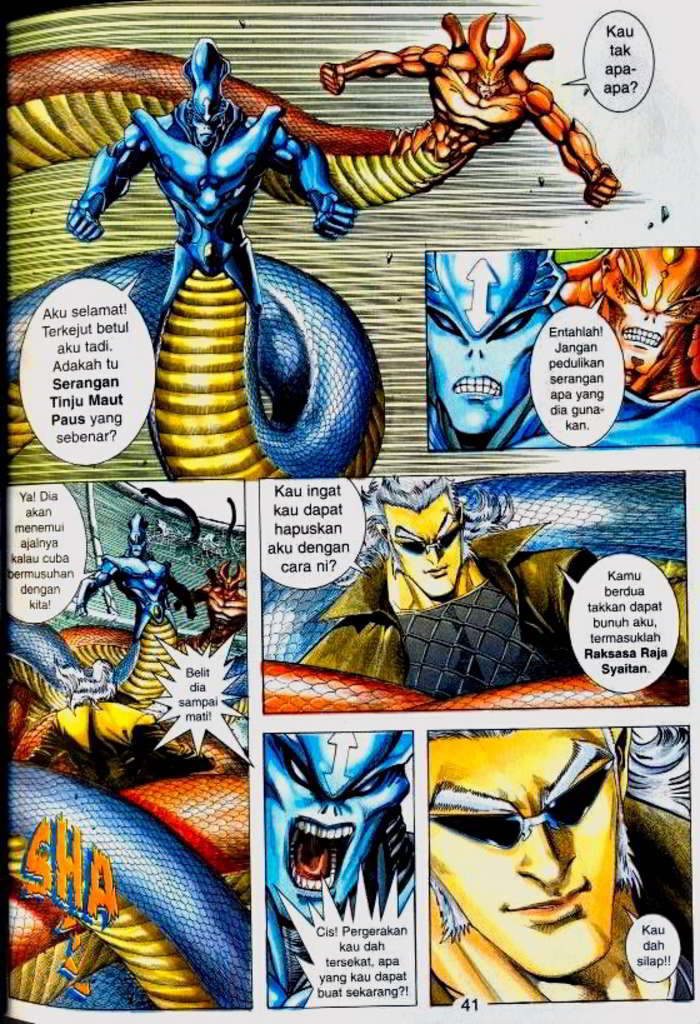 Kau
tak
apa-
apa?
Aku selamat!
Terkejut betul
aku tadi.
Adakah tu
Serangan
Tinju Maut
Paus yang
sebenar?
Entahlah!
Jangan
pedulikan
serangan
apa yang
dia guna-
kan.
Ya! Dia
akan
menemui
ajalnya
kalau cuba
bermusuhan
dengan
kita!
Belit
dia
sampai
mati!
SHA
Kau ingat
kau dapat
hapuskan
aku dengan
cara ni?
Kamu
berdua
takkan dapat
bunuh aku,
termasuklah
Raksasa Raja
Syaitan.
Cis! Pergerakan
kau dah
tersekat, apa
yang kau dapat
buat sekarang?!
Kau
dah
silap!!
41